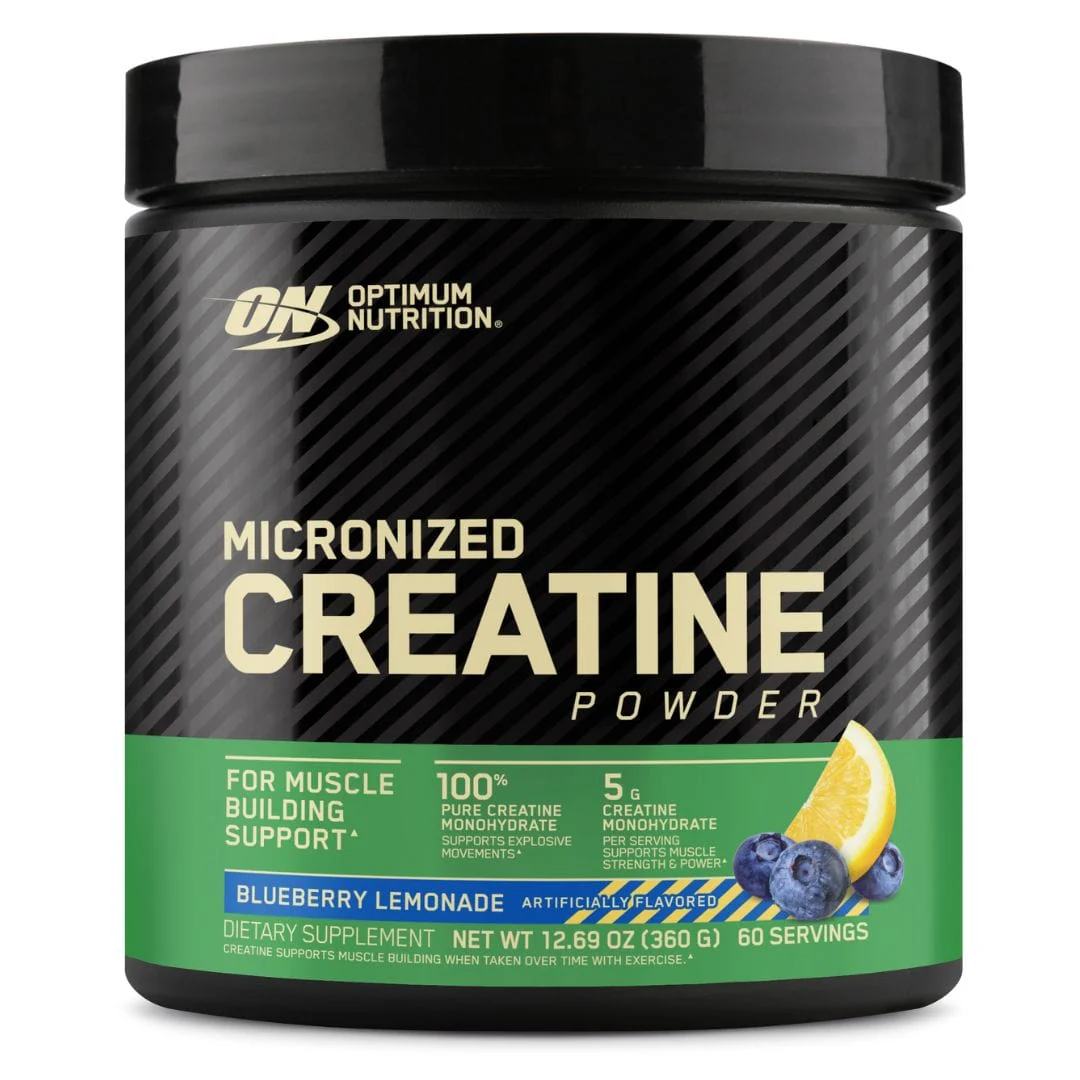 ON OPTIMUM
NUTRITION®
MICRONIZED
CREATINE
POWDER
FOR MUSCLE
BUILDING
SUPPORT▲
100%
PURE CREATINE
MONOHYDRATE
SUPPORTS EXPLOSIVE
MOVEMENTS▲
5 G
CREATINE
MONOHYDRATE
PER SERVING
SUPPORTS MUSCLE
STRENGTH & POWER▲
BLUEBERRY LEMONADE ARTIFICIALLY FLAVORED
DIETARY SUPPLEMENT NET WT 12.69 OZ (360 G) 60 SERVINGS
CREATINE SUPPORTS MUSCLE BUILDING WHEN TAKEN OVER TIME WITH EXERCISE.▲